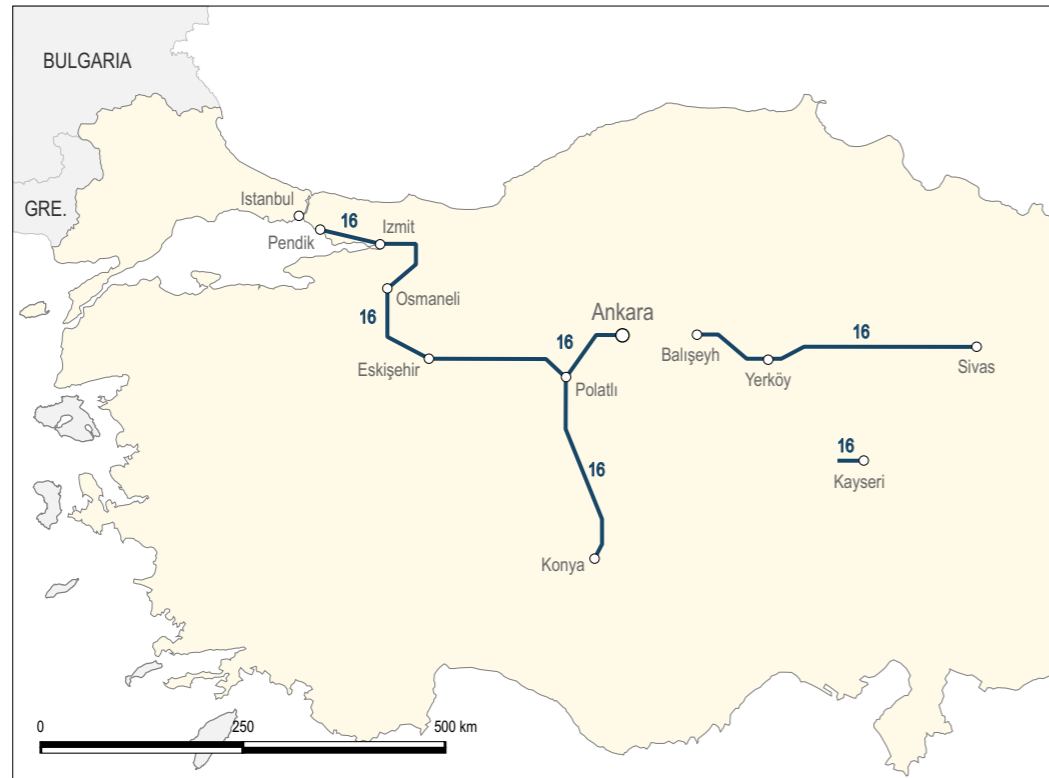 BULGARIA
GRE.
Istanbul
16
Izmit
Pendik
Osmaneli
16
Ankara
16
16
Balışeyh
Eskişehir
Yerköy
Sivas
Polatlı
16
16
Kayseri
Konya
0 250 500 km